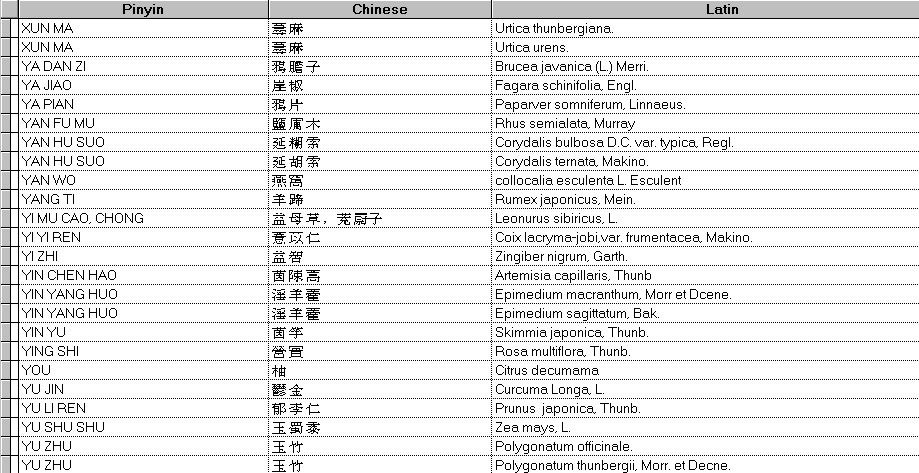 Pinyin Chinese Latin
XUN MA 蕁麻 Urtica thunbergiana.
XUN MA 蕁麻 Urtica urens.
YA DAN ZI 鴉膽子 Brucea javanica (L.) Merri.
YA JIAO 崖椒 Fagara schinifolia, Engl.
YA PIAN 鴉片 Paparver somniferum, Linnaeus.
YAN FU MU 鹽膚木 Rhus semialata, Murray
YAN HU SUO 延糊索 Corydalis bulbosa D.C. var. typica, Regl.
YAN HU SUO 延胡索 Corydalis ternata, Makino.
YAN WO 燕窩 collocalia esculenta L. Esculent
YANG TI 羊蹄 Rumex japonicus, Mein.
YI MU CAO, CHONG 益母草，茺蔚子 Leonurus sibiricus, L.
YI YI REN 薏苡仁 Coix lacryma-jobi,var. frumentacea, Makino.
YI ZHI 益智 Zingiber nigrum, Garth.
YIN CHEN HAO 茵陳蒿 Artemisia capillaris, Thunb
YIN YANG HUO 淫羊藿 Epimedium macranthum, Morr et Dcene.
YIN YANG HUO 淫羊藿 Epimedium sagittatum, Bak.
YIN YU 茵芋 Skimmia japonica, Thunb.
YING SHI 營實 Rosa multiflora, Thunb.
YOU 柚 Citrus decumama
YU JIN 鬱金 Curcuma Longa, L.
YU LI REN 郁李仁 Prunus japonica, Thunb.
YU SHU SHU 玉蜀黍 Zea mays, L.
YU ZHU 玉竹 Polygonatum officinale.
YU ZHU 玉竹 Polygonatum thunbergii, Morr. et Decne.